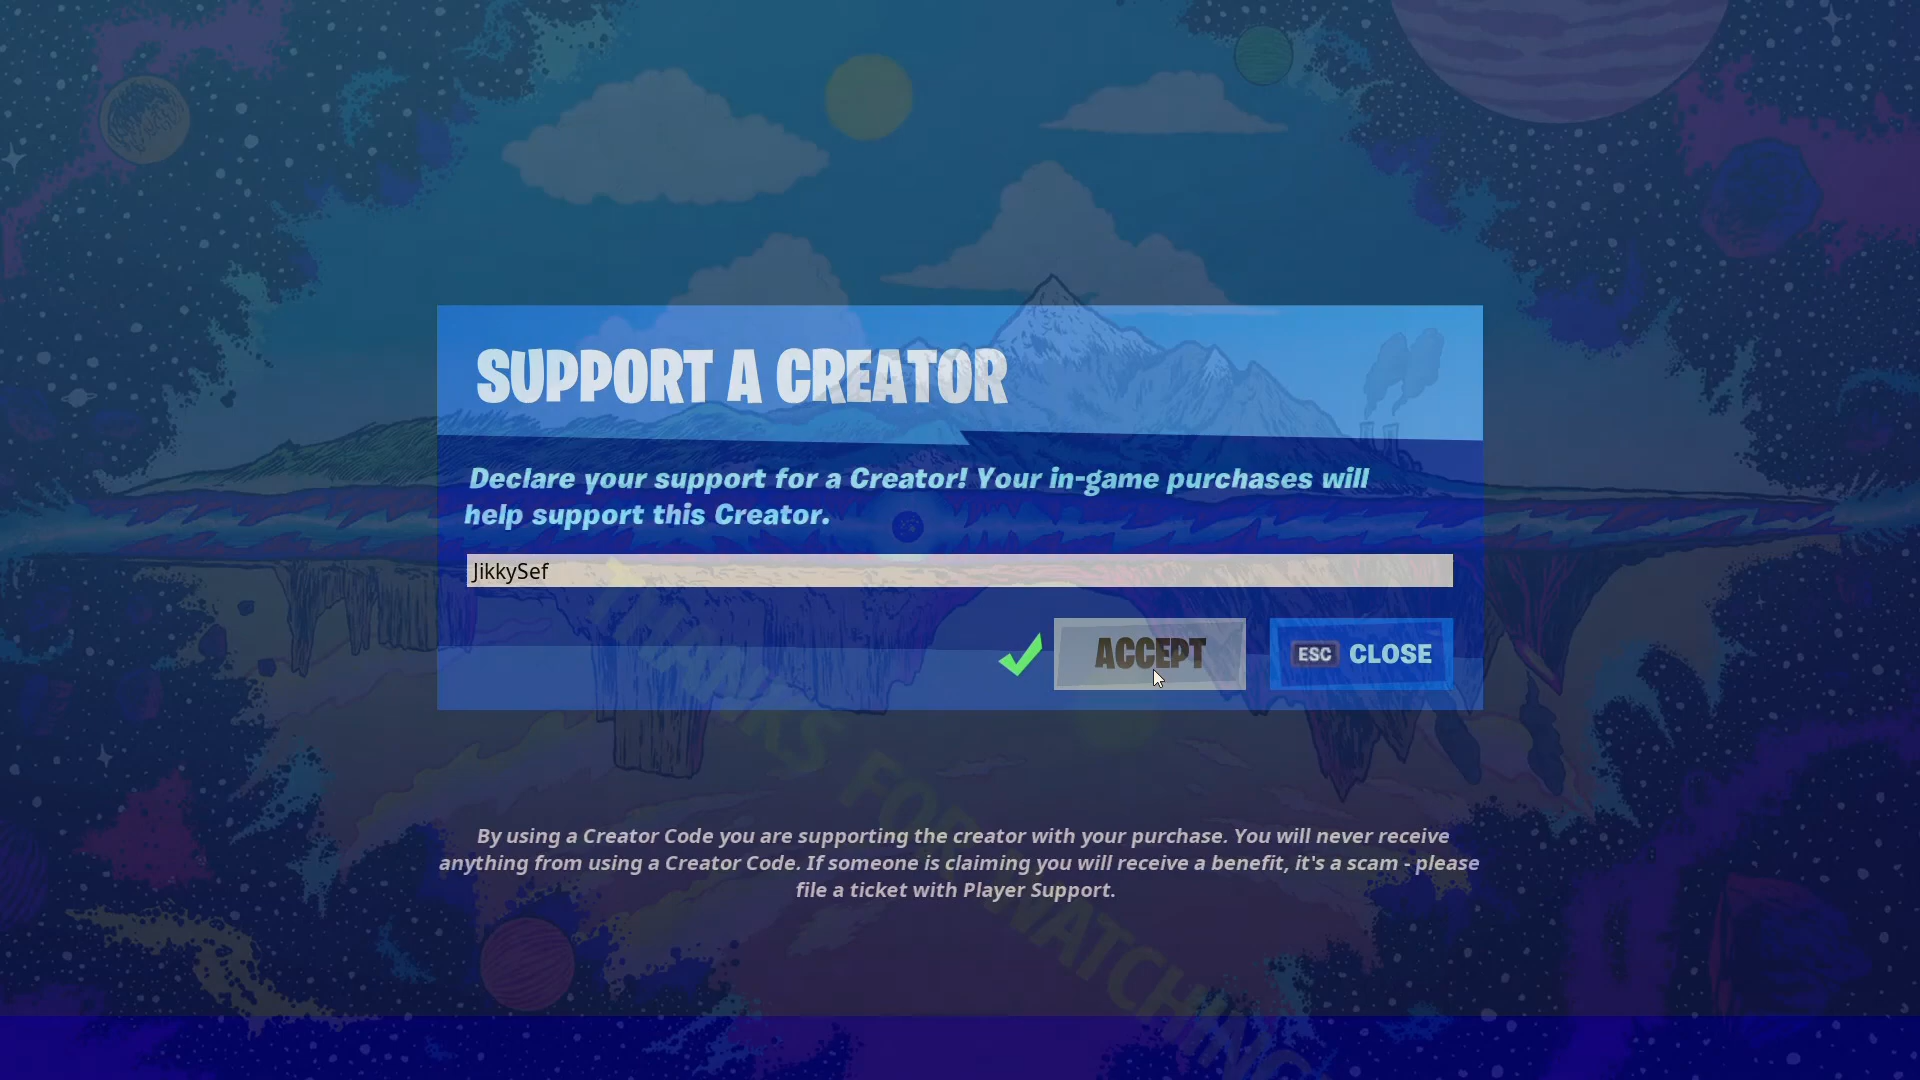 SUPPORT A CREATOR
Declare your support for a Creator! Your in-game purchases will
help support this Creator.
JikkySef
ACCEPT
ESC CLOSE
THANKS FOR WATCHING
By using a Creator Code you are supporting the creator with your purchase. You will never receive
anything from using a Creator Code. If someone is claiming you will receive a benefit, it's a scam - please
file a ticket with Player Support.